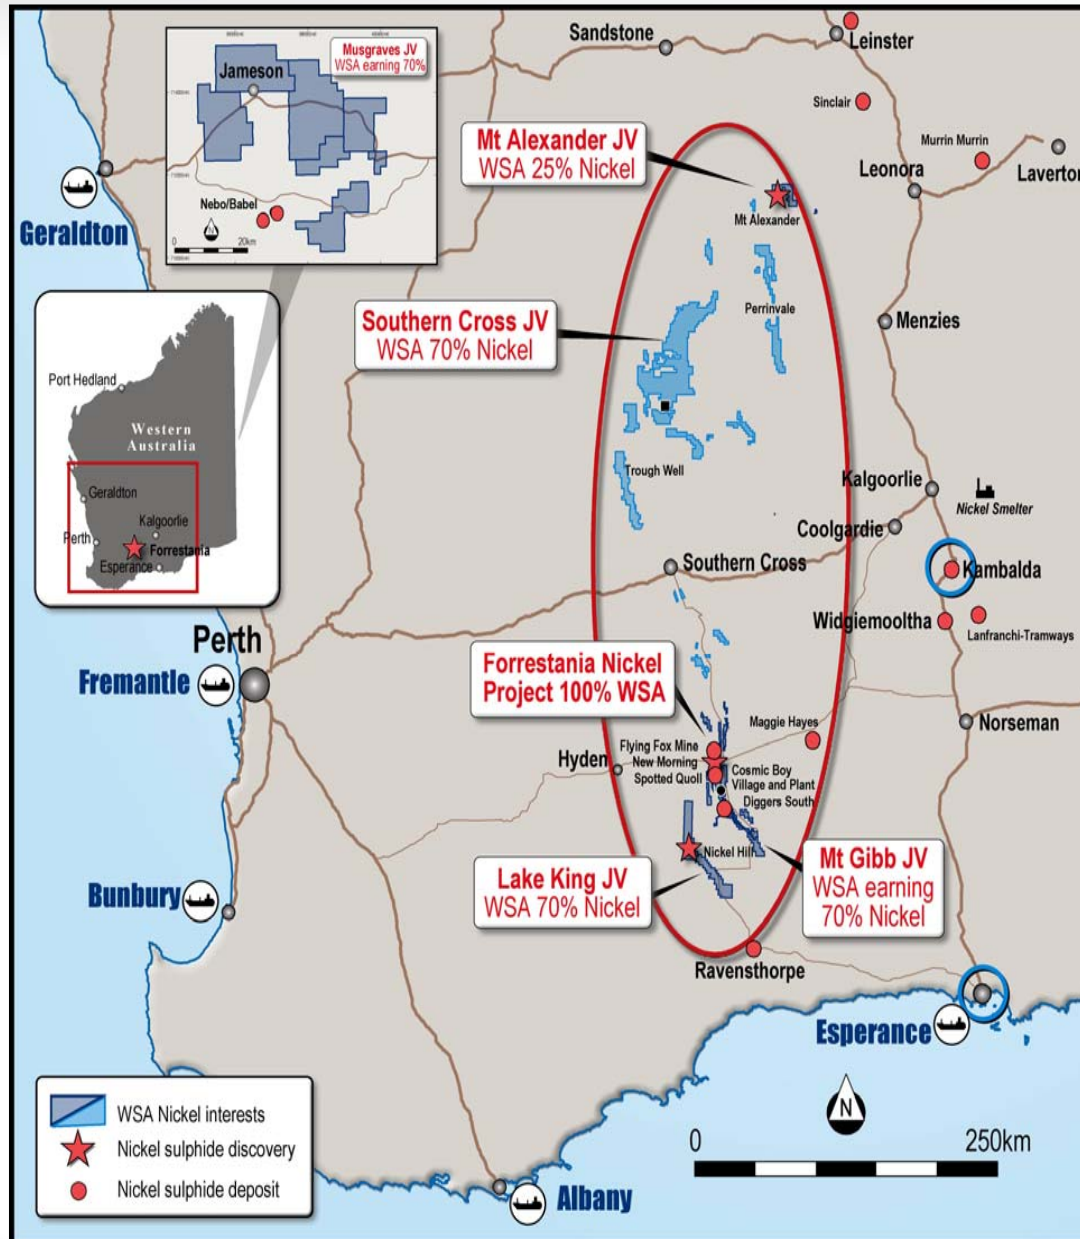 Sandstone
Leinster
Sinclair
Murrin Murrin
Leonora
Laverton
Musgraves JV
WSA earning 70%
Jameson
Nebo/Babel
0 20km
N
Mt Alexander JV
WSA 25% Nickel
Mt Alexander
Geraldton
Perrinvale
Menzies
Southern Cross JV
WSA 70% Nickel
Port Hedland
Western
Australia
Geraldton
Kalgoorlie
Perth
Forrestania
Esperance
Trough Well
Kalgoorlie
Nickel Smelter
Coolgardie
Southern Cross
Kambalda
Widgiemooltha
Lanfranchi-Tramways
Perth
Fremantle
Forrestania Nickel
Project 100% WSA
Maggie Hayes
Norseman
Hyden
Flying Fox Mine
New Morning
Spotted Quoll
Cosmic Boy
Village and Plant
Diggers South
Nickel Hill
Lake King JV
WSA 70% Nickel
Mt Gibb JV
WSA earning
70% Nickel
Bunbury
Ravensthorpe
Esperance
Albany
WSA Nickel interests
Nickel sulphide discovery
Nickel sulphide deposit
N
0 250km